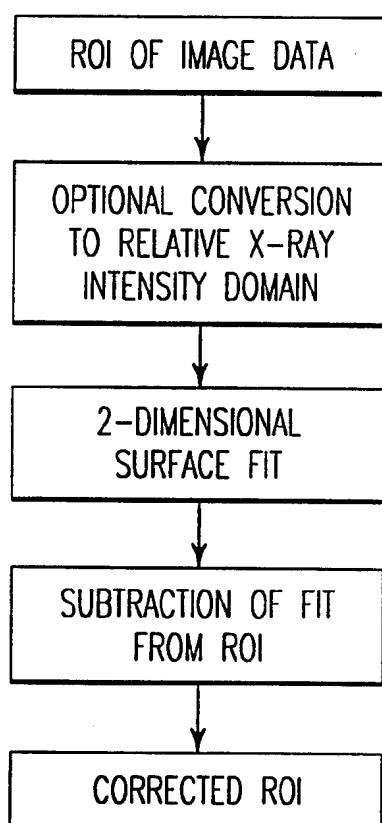 ROI OF IMAGE DATA
OPTIONAL CONVERSION
TO RELATIVE X-RAY
INTENSITY DOMAIN
2-DIMENSIONAL
SURFACE FIT
SUBTRACTION OF FIT
FROM ROI
CORRECTED ROI